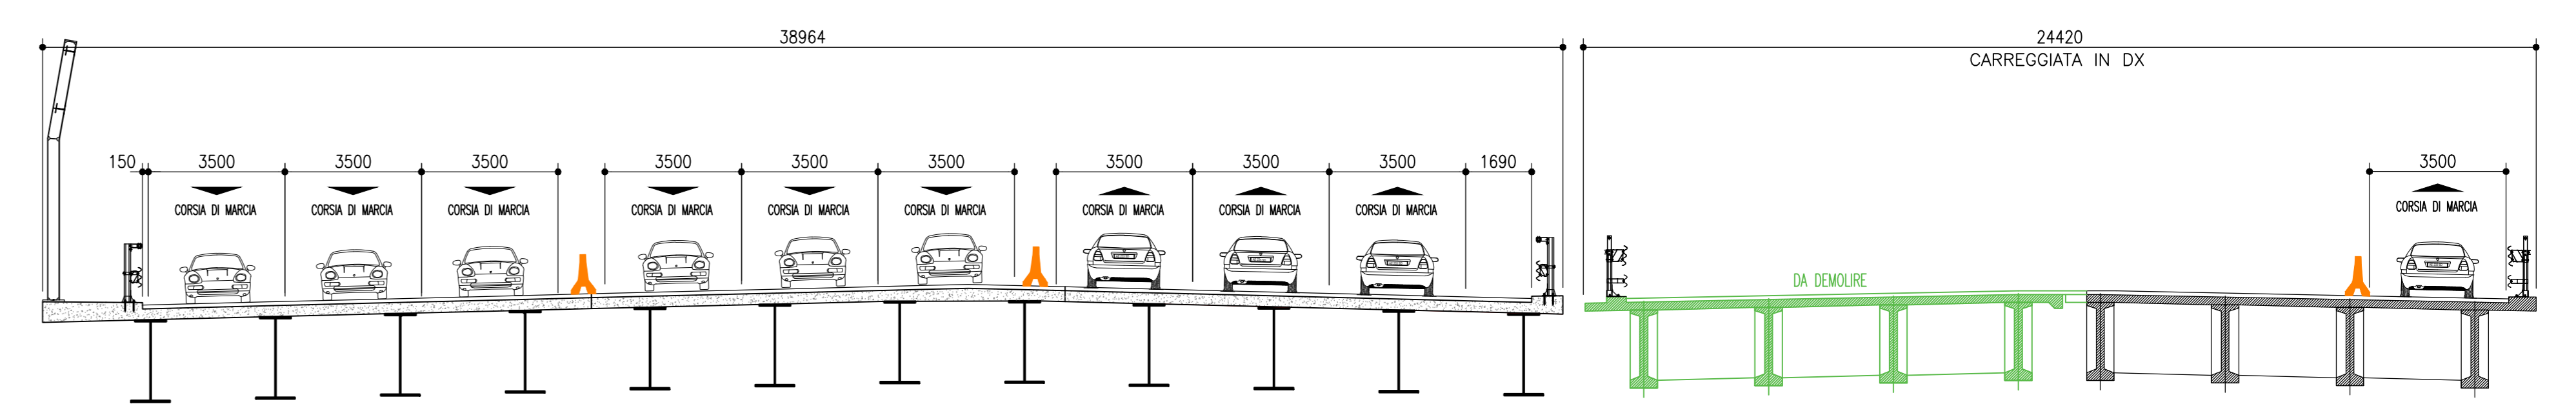 38964
24420
CARREGGIATA IN DX
150 3500 3500 3500 3500 3500 3500 3500 3500 3500 1690 3500
CORSIA DI MARCIA CORSIA DI MARCIA CORSIA DI MARCIA CORSIA DI MARCIA CORSIA DI MARCIA CORSIA DI MARCIA CORSIA DI MARCIA CORSIA DI MARCIA CORSIA DI MARCIA CORSIA DI MARCIA
DA DEMOLIRE